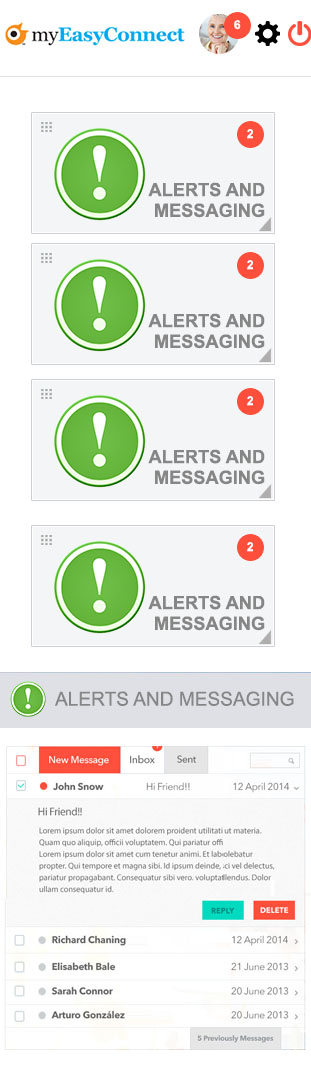 myEasyConnect
6
2
ALERTS AND
MESSAGING
2
ALERTS AND
MESSAGING
2
ALERTS AND
MESSAGING
2
ALERTS AND
MESSAGING
ALERTS AND MESSAGING
New Message Inbox Sent
John Snow Hi Friend!! 12 April 2014
Hi Friend!!
Lorem ipsum dolor sit amet dolorem proident utilitati ut materia.
Quam quo aliquip, officii voluptatem. Qui pariatur offi
Lorem ipsum dolor sit amet cum tenetur animi. Et labolabetur
propter. Qui tempore et magna sibi. Id ipsum deinde, :ci vel delectus,
pariatur propagabat. Consequatur sibi vero. voluptatlendus. Dolor
ullam consequatur id.
REPLY DELETE
Richard Chaning 12 April 2014
Elisabeth Bale 21 June 2013
Sarah Connor 20 June 2013
Arturo González 20 June 2013
5 Previously Messages